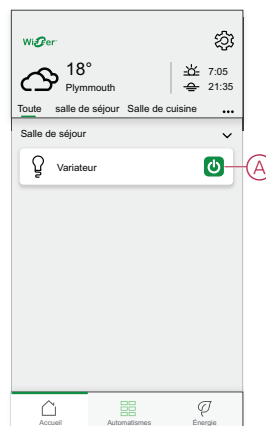 Wiser
18°
7:05
Plymmouth
21:35
Toute salle de séjour Salle de cuisine ...
Salle de séjour
Variateur
A
Accueil Automatismes Énergie